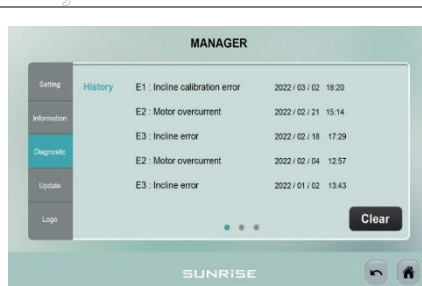 MANAGER
Setting
Information
Diagnostic
Update
Logo
History
E1 : Incline calibration error 2022 / 03 / 02 18:20
E2 : Motor overcurrent 2022 / 02 / 21 15:14
E3 : Incline error 2022 / 02 / 18 17:29
E2 : Motor overcurrent 2022 / 02 / 04 12:57
E3 : Incline error 2022 / 01 / 02 13:43
Clear
SUNRISE